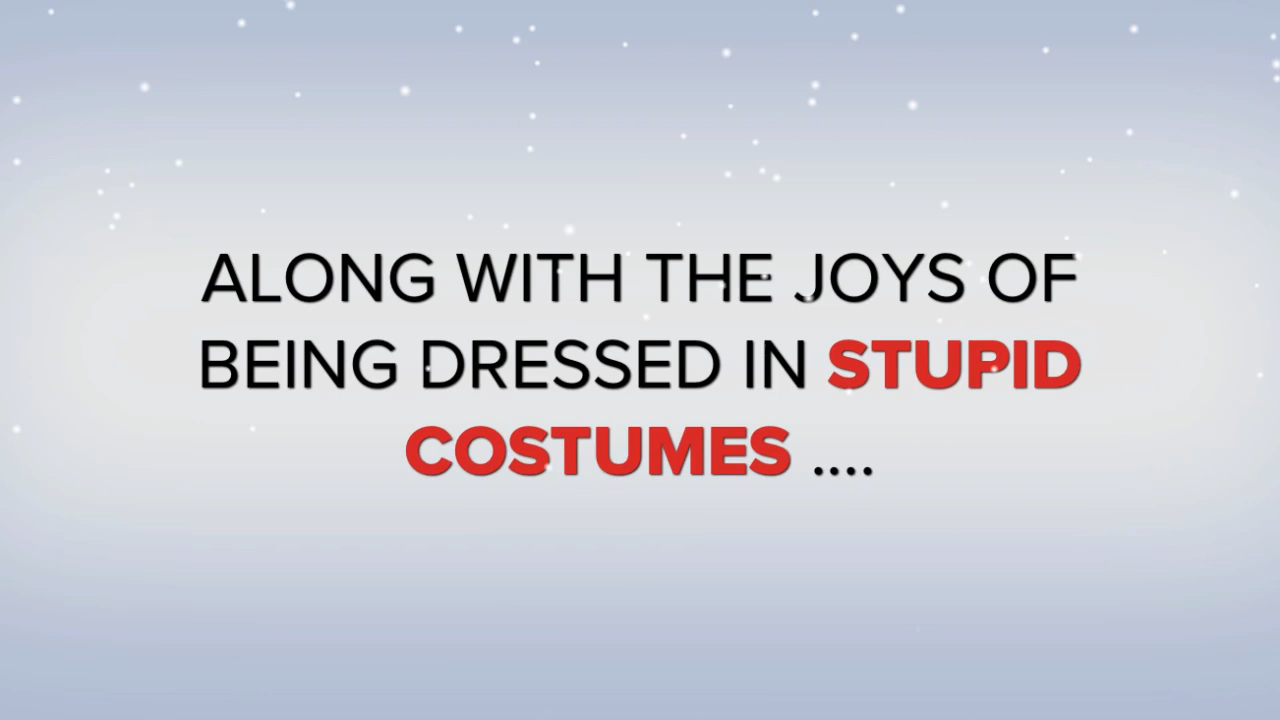 ALONG WITH THE JOYS OF
BEING DRESSED IN STUPID
COSTUMES ....